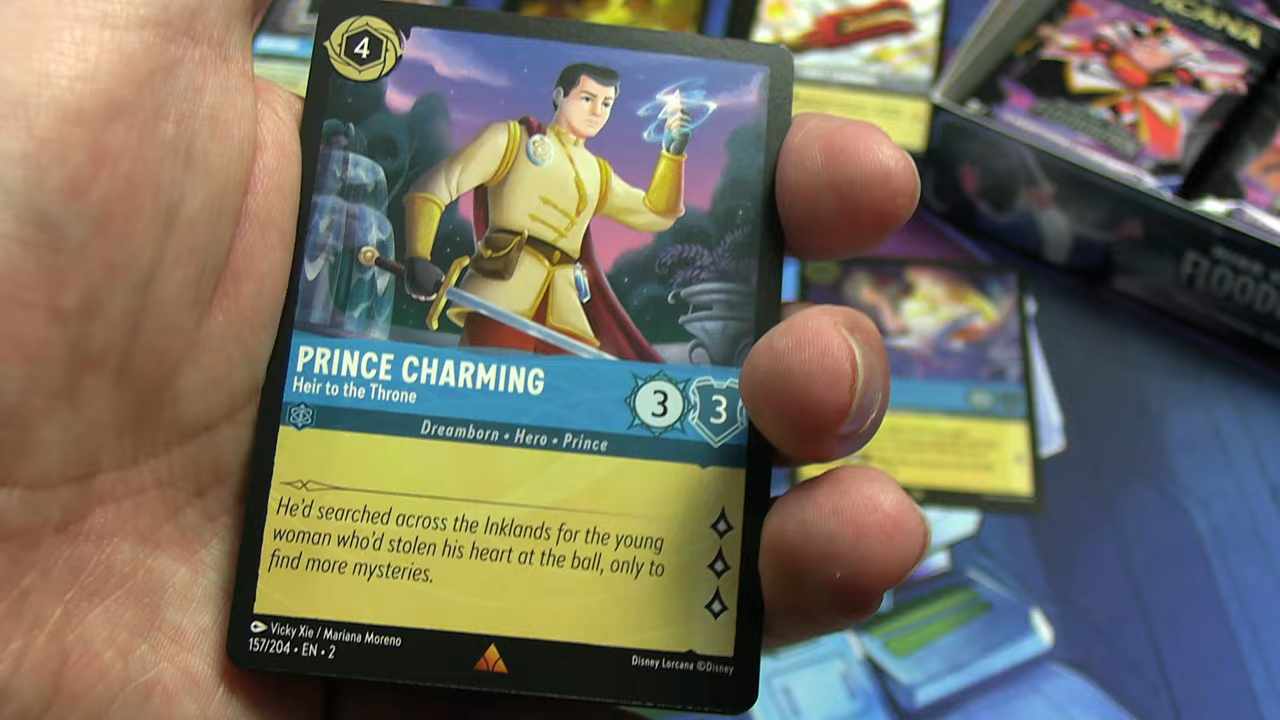 4
PRINCE CHARMING
Heir to the Throne
3 3
Dreamborn • Hero • Prince
He'd searched across the Inklands for the young
woman who'd stolen his heart at the ball, only to
find more mysteries.
Vicky Xie / Mariana Moreno
157/204 • EN • 2
Disney Lorcana ©Disney